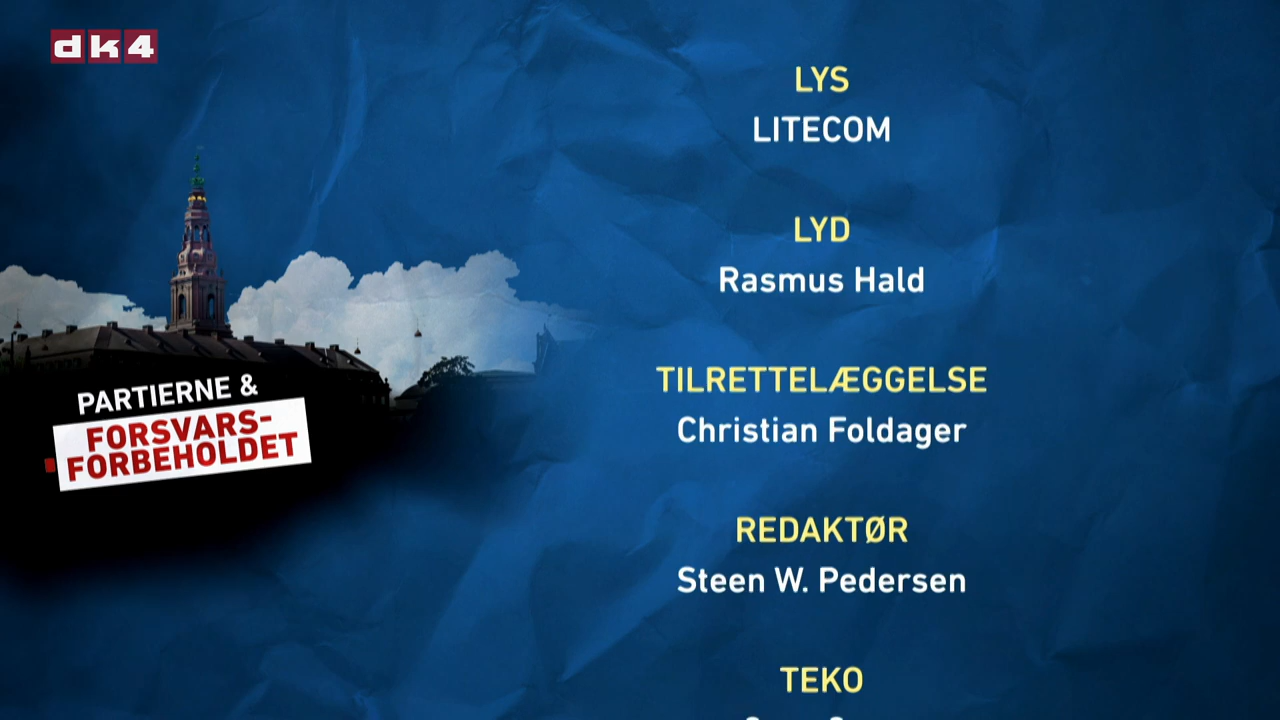 dk4
LYS
LITECOM
LYD
Rasmus Hald
TILRETTELÆGGELSE
Christian Foldager
REDAKTØR
Steen W. Pedersen
TEKO
PARTIERNE &
FORSVARS-
FORBEHOLDET